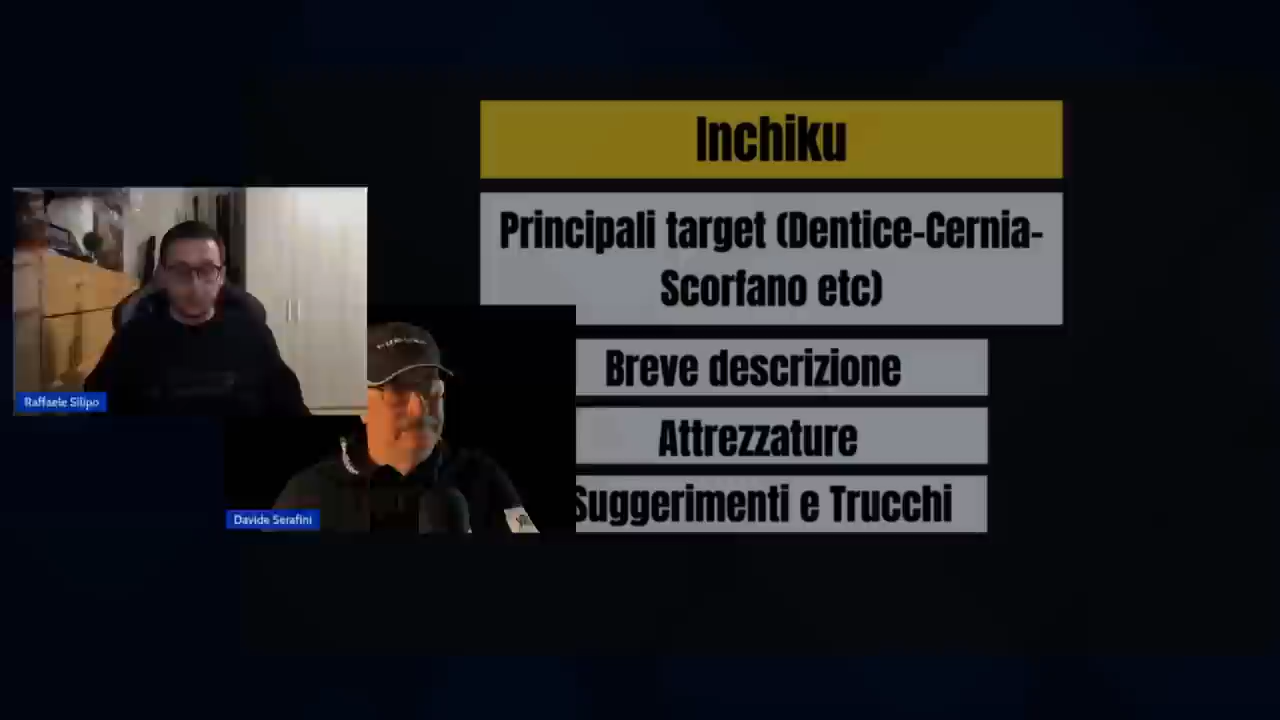 Inchiku
Principali target (Dentice-Cernia-
Scorfano etc)
Breve descrizione
Attrezzature
Suggerimenti e Trucchi
Raffaele Silipo
Davide Serafini